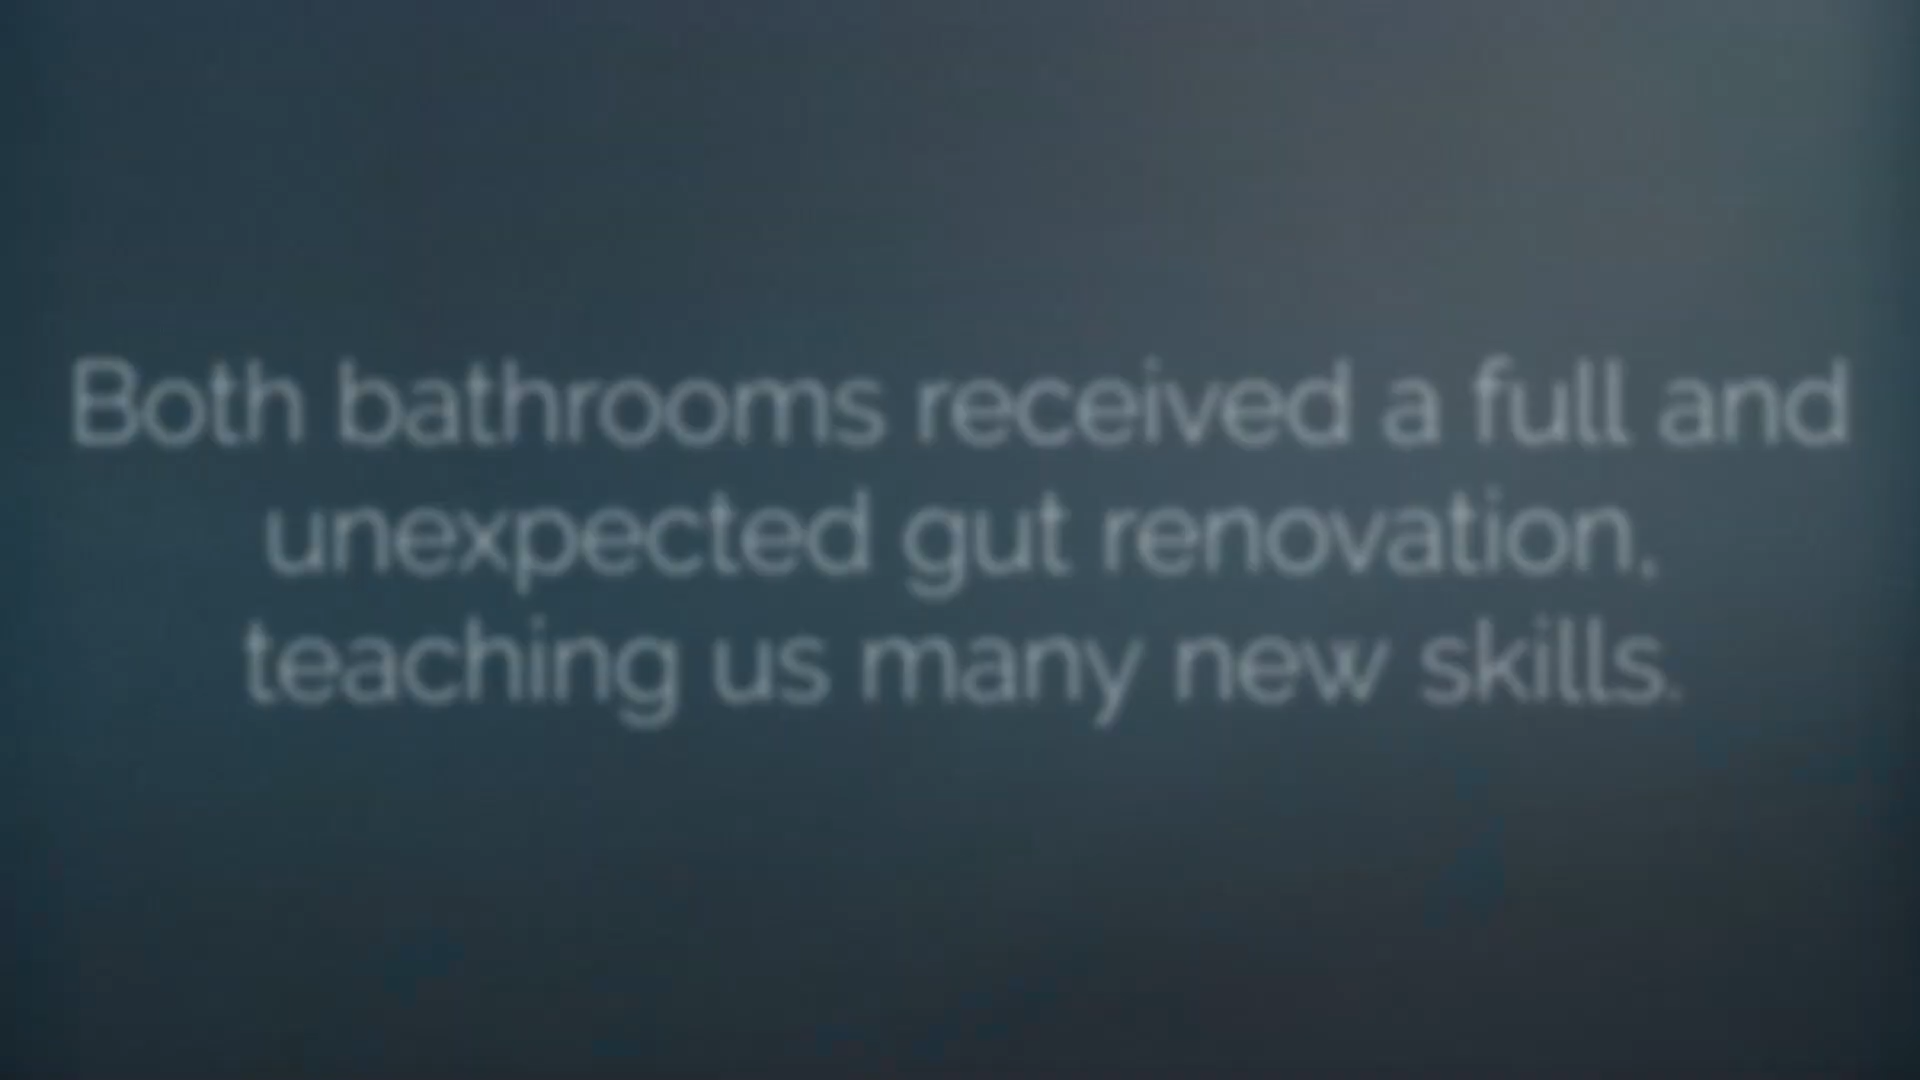 Both bathrooms received a full and
unexpected gut renovation,
teaching us many new skills.